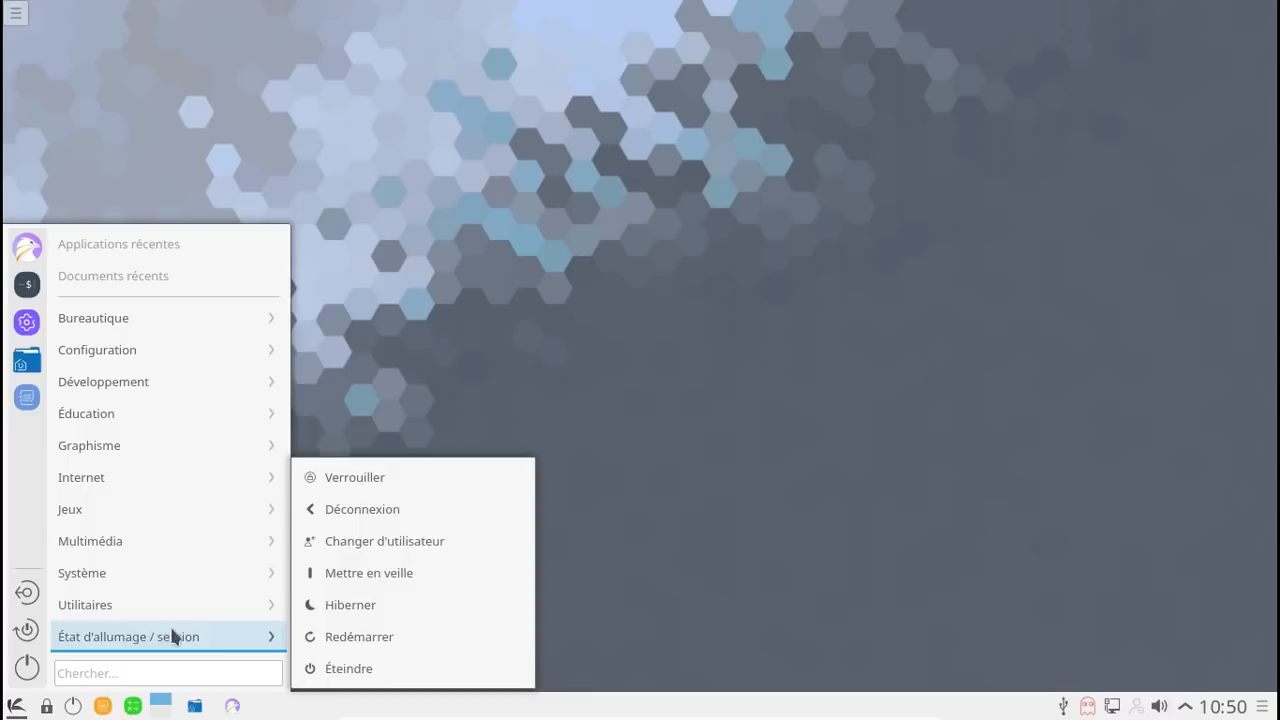 Applications récentes
Documents récents
Bureautique
Configuration
Développement
Éducation
Graphisme
Internet
Jeux
Multimédia
Système
Utilitaires
État d'allumage / session
Chercher...
Verrouiller
Déconnexion
Changer d'utilisateur
Mettre en veille
Hiberner
Redémarrer
Éteindre
10:50